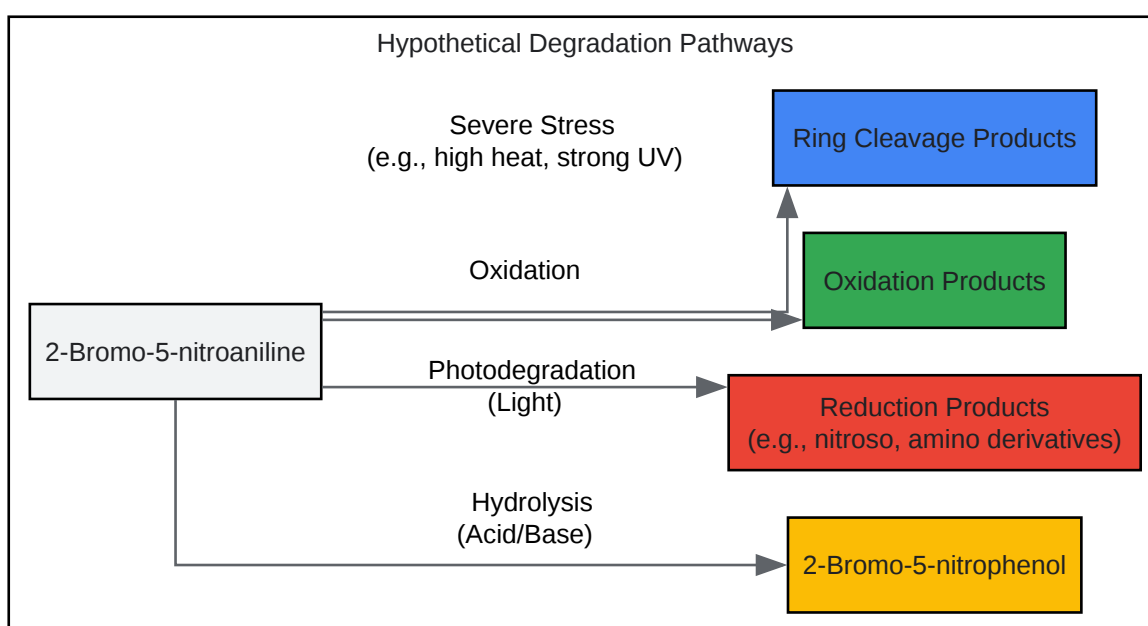 Hypothetical Degradation Pathways
Severe Stress
(e.g., high heat, strong UV)
Ring Cleavage Products
Oxidation
Oxidation Products
2-Bromo-5-nitroaniline
Photodegradation
(Light)
Reduction Products
(e.g., nitroso, amino derivatives)
Hydrolysis
(Acid/Base)
2-Bromo-5-nitrophenol